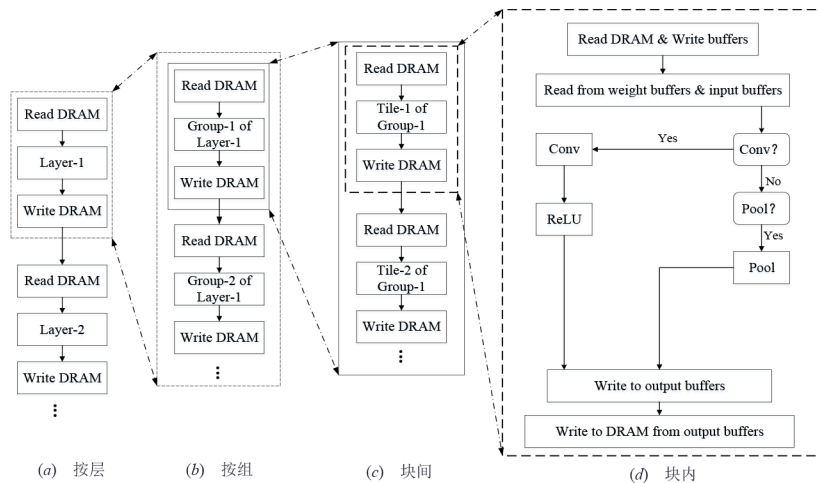 Read DRAM
Layer-1
Write DRAM
Read DRAM
Layer-2
Write DRAM
(a) 按层
Read DRAM
Group-1 of
Layer-1
Write DRAM
Read DRAM
Group-2 of
Layer-1
Write DRAM
(b) 按组
Read DRAM
Tile-1 of
Group-1
Write DRAM
Read DRAM
Tile-2 of
Group-1
Write DRAM
(c) 块间
Read DRAM & Write buffers
Read from weight buffers & input buffers
Conv?
Yes
Conv
ReLU
No
Pool?
Yes
Pool
Write to output buffers
Write to DRAM from output buffers
(d) 块内